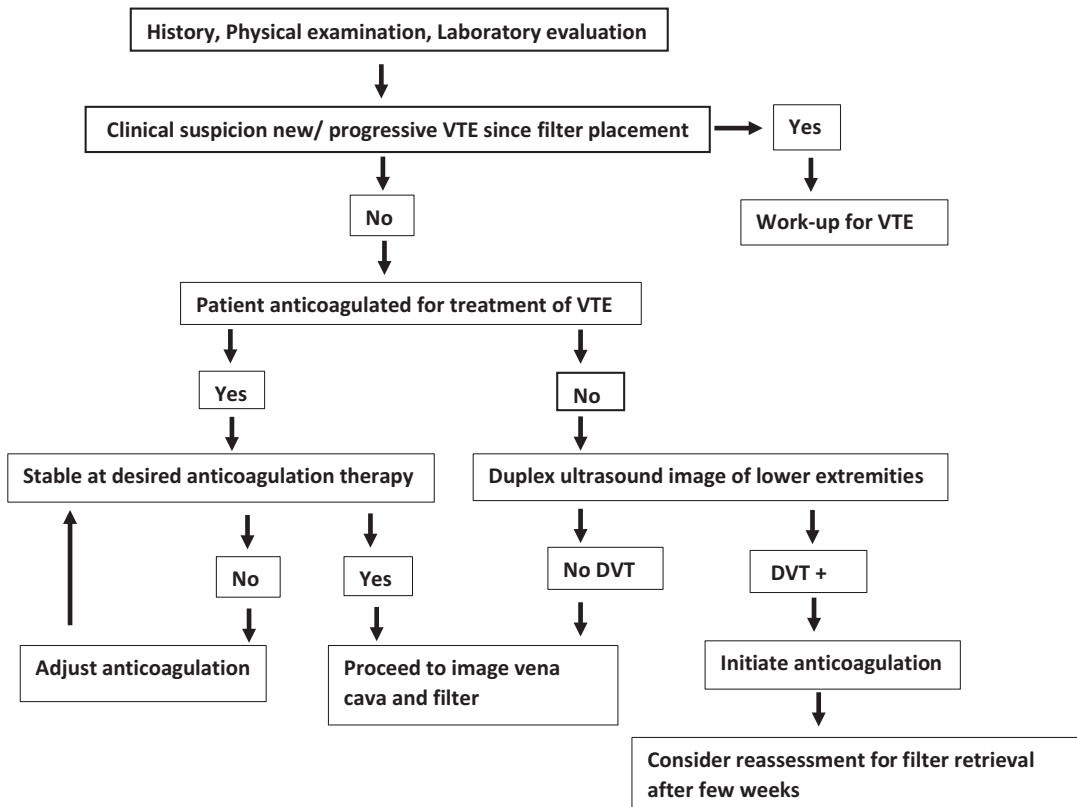 History, Physical examination, Laboratory evaluation
Clinical suspicion new/ progressive VTE since filter placement
Yes
No
Work-up for VTE
Patient anticoagulated for treatment of VTE
Yes
No
Stable at desired anticoagulation therapy
Duplex ultrasound image of lower extremities
No
Yes
No DVT
DVT +
Adjust anticoagulation
Proceed to image vena
cava and filter
Initiate anticoagulation
Consider reassessment for filter retrieval
after few weeks